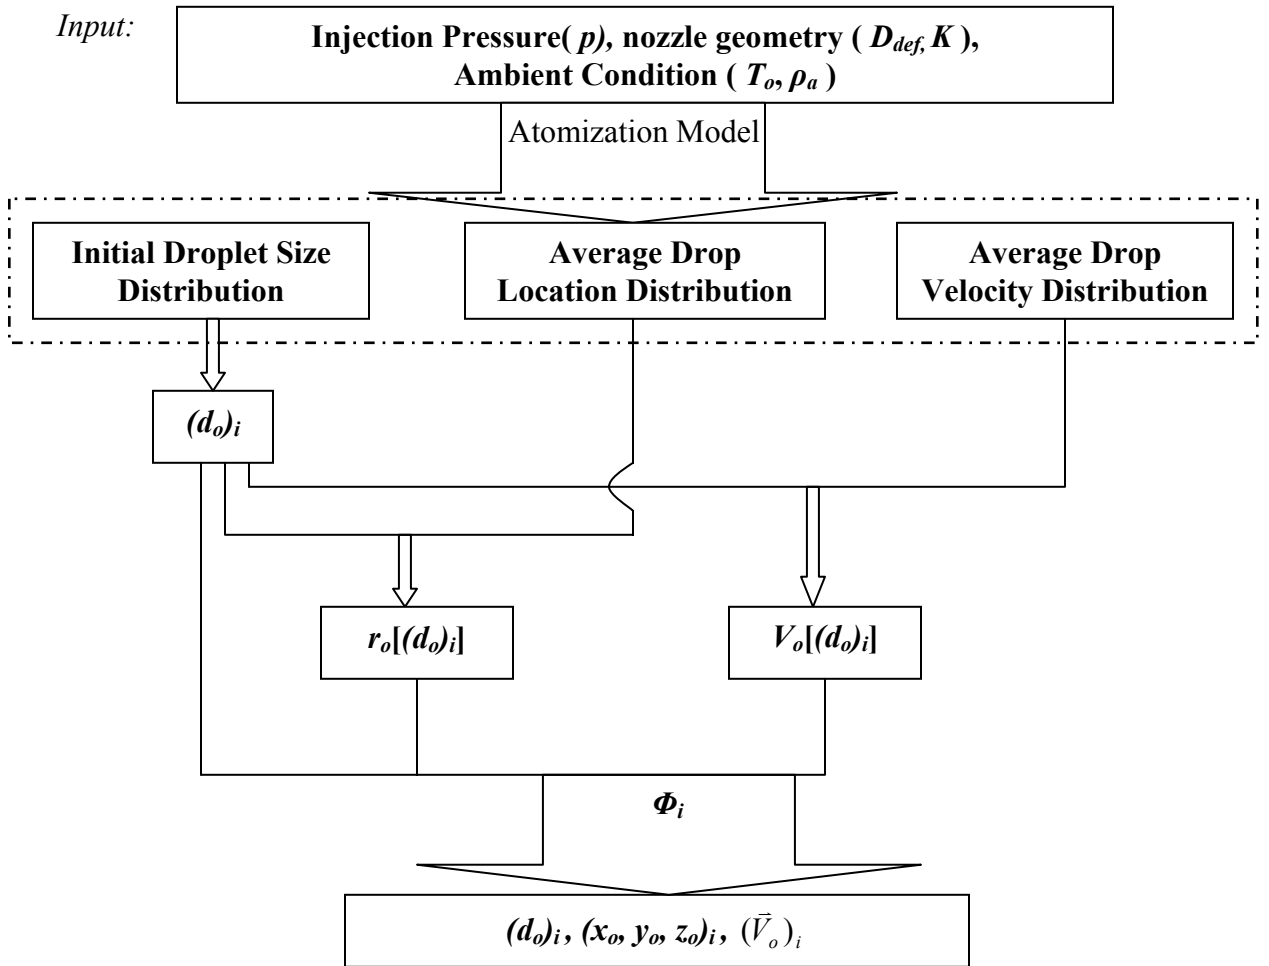 Input:
Injection Pressure( p), nozzle geometry ( D_def, K ),
Ambient Condition ( T_o, ρ_a )
Atomization Model
Initial Droplet Size
Distribution
Average Drop
Location Distribution
Average Drop
Velocity Distribution
(d_o)_i
r_o[(d_o)_i]
V_o[(d_o)_i]
Φ_i
(d_o)_i, (x_o, y_o, z_o)_i, (V̄_o)_i